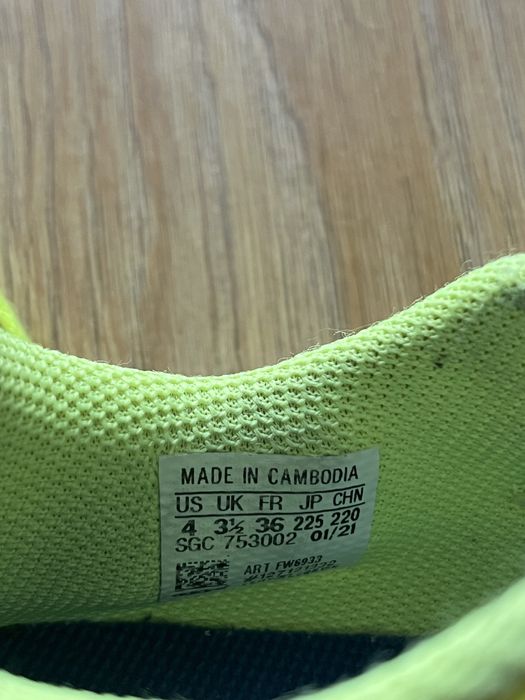 MADE IN CAMBODIA
US UK FR JP CHN
4 3½ 36 225 220
SGC 753002 01/21
ART FW6933